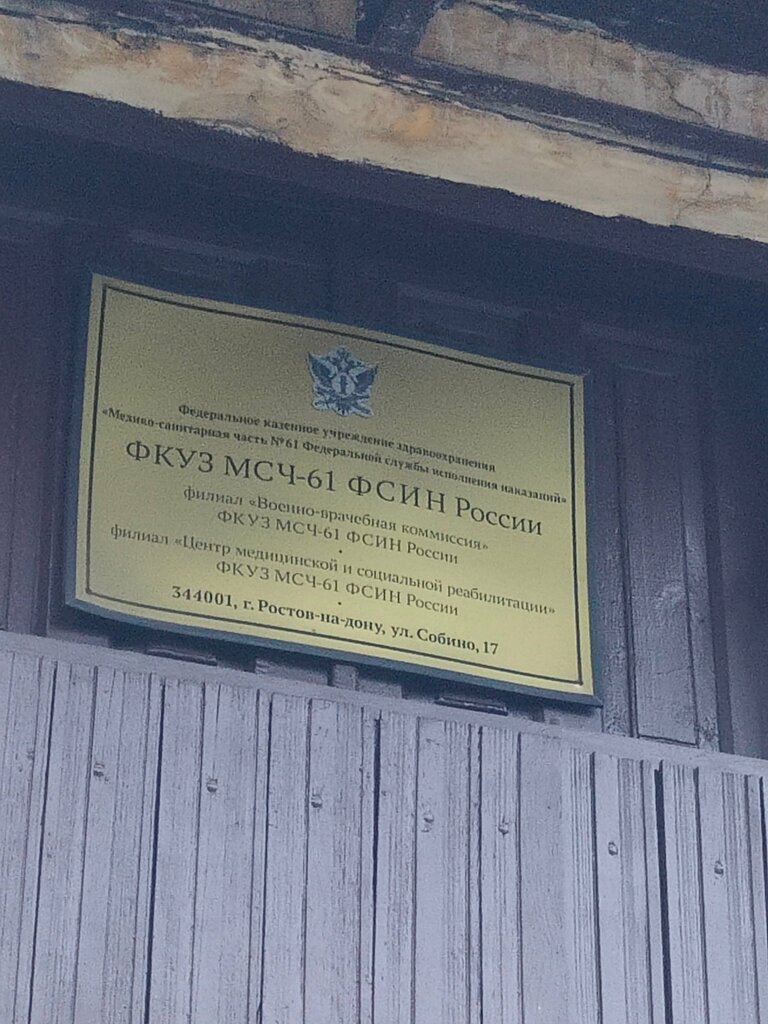 Федеральное казенное учреждение здравоохранения
«Медико-санитарная часть №61 Федеральной службы исполнения наказаний»
ФКУЗ МСЧ-61 ФСИН России
филиал «Военно-врачебная коммиссия»
ФКУЗ МСЧ-61 ФСИН России
филиал «Центр медицинской и социальной реабилитации»
ФКУЗ МСЧ-61 ФСИН России
344001, г. Ростов-на-дону, ул. Собино, 17